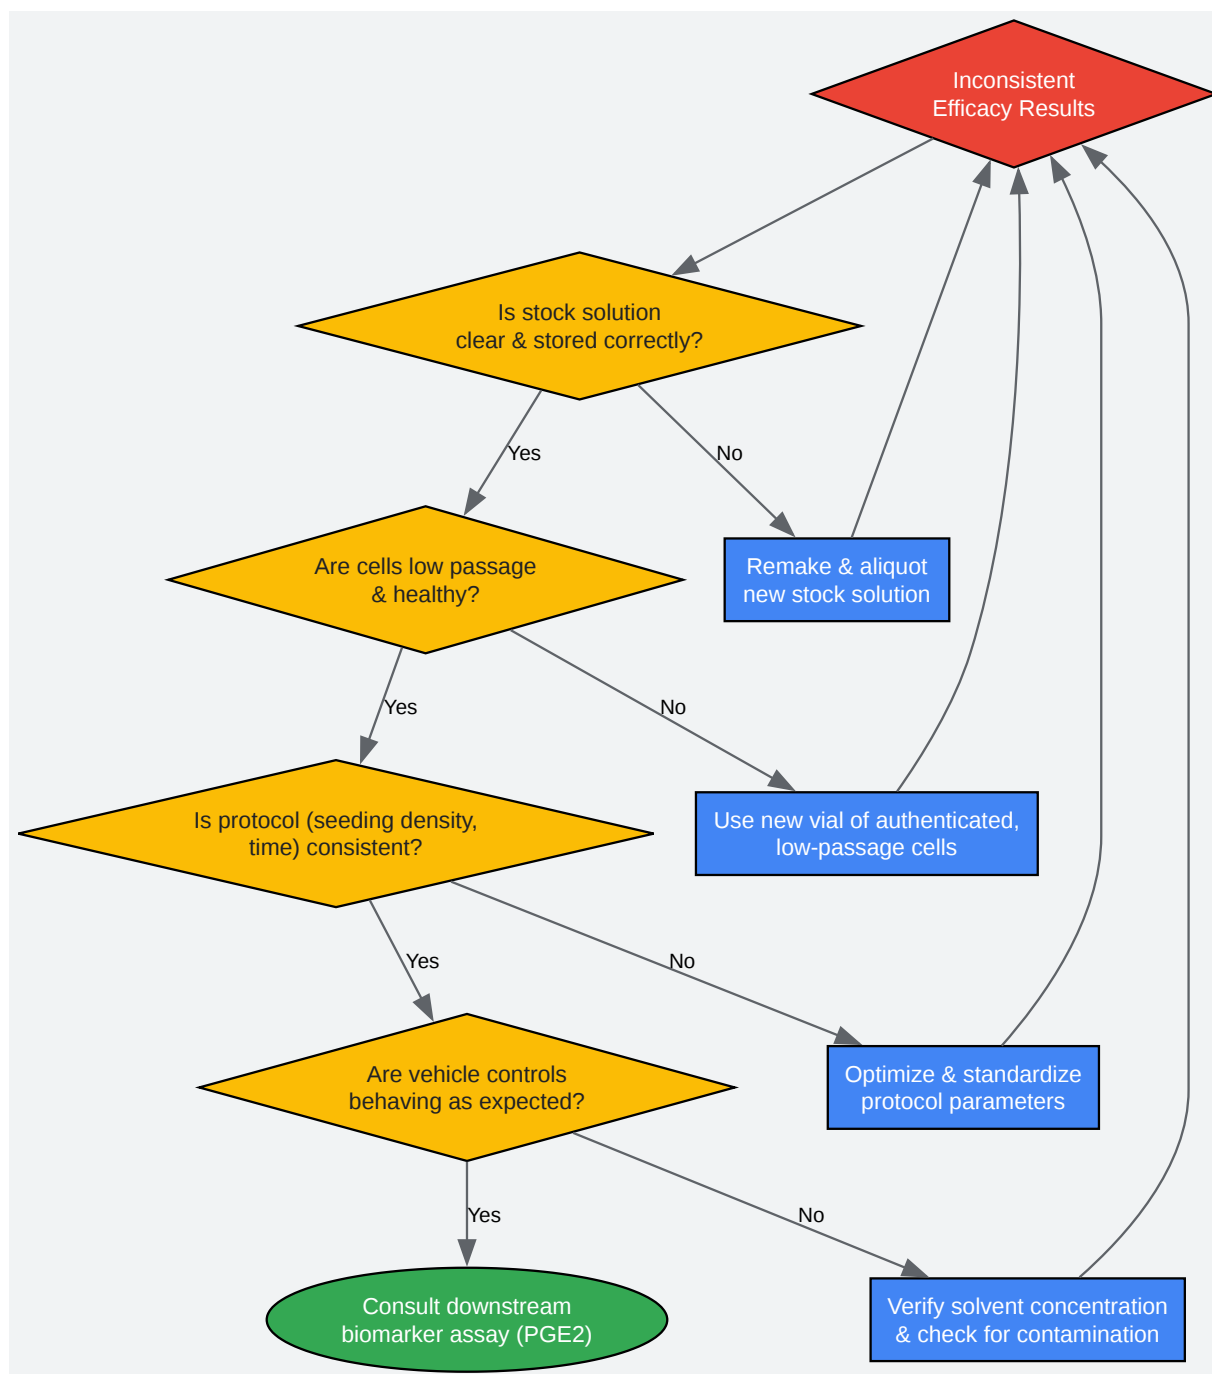 Inconsistent
Efficacy Results
Is stock solution
clear & stored correctly?
Yes
No
Are cells low passage
& healthy?
Remake & aliquot
new stock solution
Yes
No
Is protocol (seeding density,
time) consistent?
Use new vial of authenticated,
low-passage cells
Yes
No
Are vehicle controls
behaving as expected?
Optimize & standardize
protocol parameters
Yes
No
Consult downstream
biomarker assay (PGE2)
Verify solvent concentration
& check for contamination